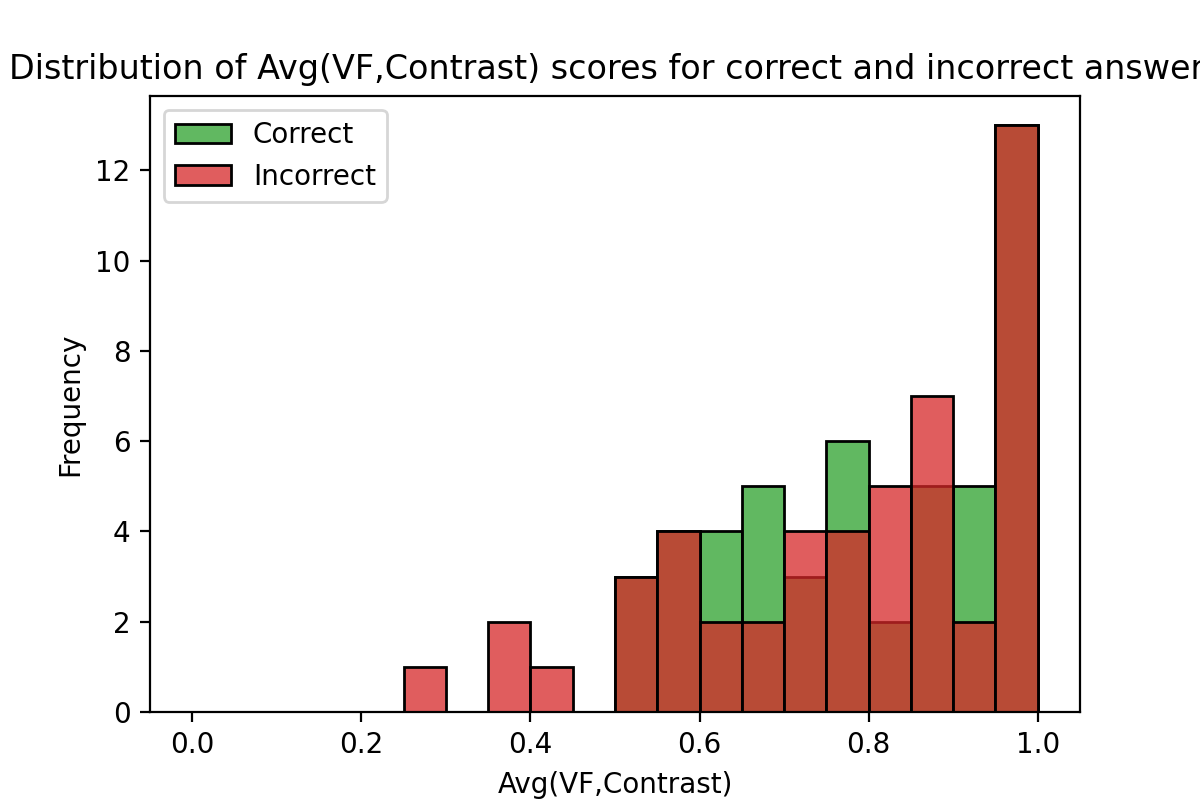 Distribution of Avg(VF,Contrast) scores for correct and incorrect answer
Correct
Incorrect
12
10
8
6
4
2
0
Frequency
0.0 0.2 0.4 0.6 0.8 1.0
Avg(VF,Contrast)